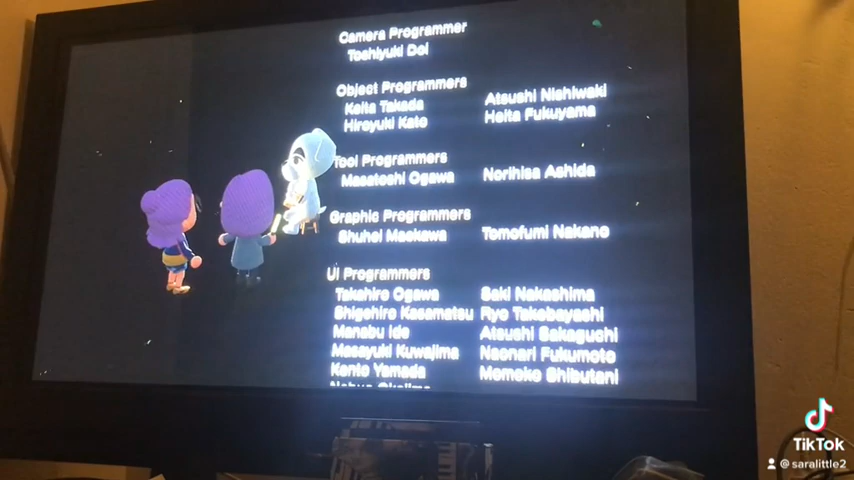 Camera Programmer
Toshiyuki Doi
Object Programmers
Keita Takada Atsushi Nishiwaki
Hiroyuki Kato Heita Fukuyama
Tool Programmers
Masatoshi Ogawa Norihisa Ashida
Graphic Programmers
Shuhei Maekawa Tomofumi Nakano
UI Programmers
Takahiro Ogawa Saki Nakashima
Shigehiro Kasamatsu Ryo Takebayashi
Manabu Ide Atsushi Sakaguchi
Masayuki Kuwajima Naonari Fukumoto
Kento Yamada Momoko Shibutani
TikTok
@saralittle2